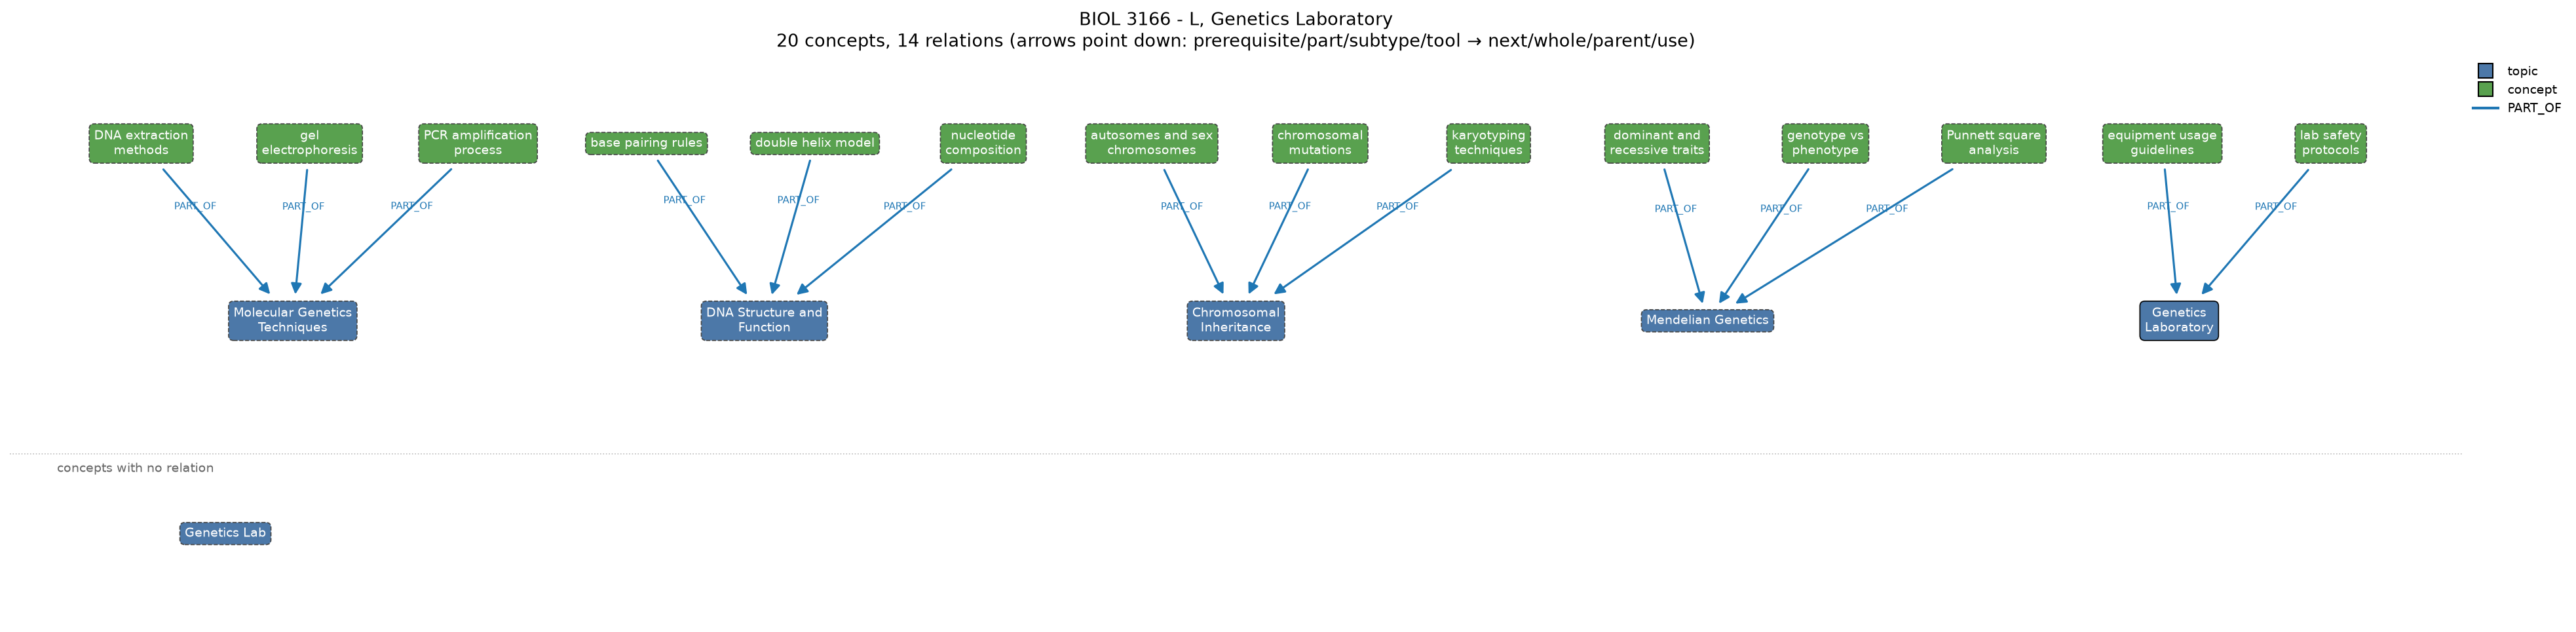 BIOL 3166 - L, Genetics Laboratory
20 concepts, 14 relations (arrows point down: prerequisite/part/subtype/tool → next/whole/parent/use)
topic
concept
PART_OF
DNA extraction
methods
gel
electrophoresis
PCR amplification
process
base pairing rules
double helix model
nucleotide
composition
autosomes and sex
chromosomes
chromosomal
mutations
karyotyping
techniques
dominant and
recessive traits
genotype vs
phenotype
Punnett square
analysis
equipment usage
guidelines
lab safety
protocols
PART_OF
PART_OF
PART_OF
PART_OF
PART_OF
PART_OF
PART_OF
PART_OF
PART_OF
PART_OF
PART_OF
PART_OF
PART_OF
PART_OF
Molecular Genetics
Techniques
DNA Structure and
Function
Chromosomal
Inheritance
Mendelian Genetics
Genetics
Laboratory
concepts with no relation
Genetics Lab